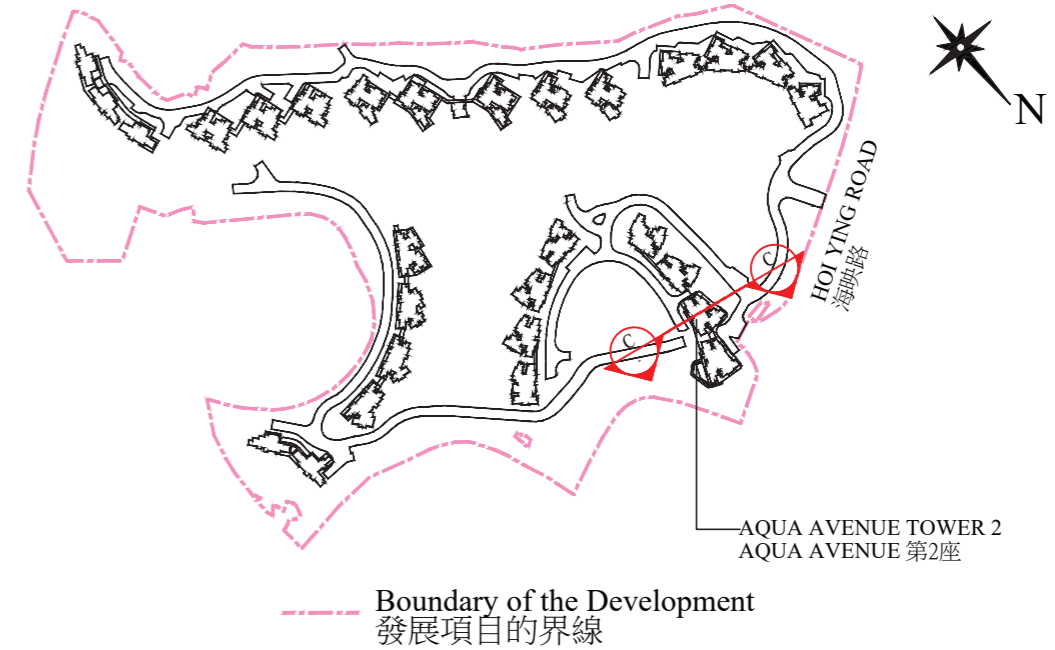 N
HOI YING ROAD
海映路
C
C
AQUA AVENUE TOWER 2
AQUA AVENUE 第2座
Boundary of the Development
發展項目的界線